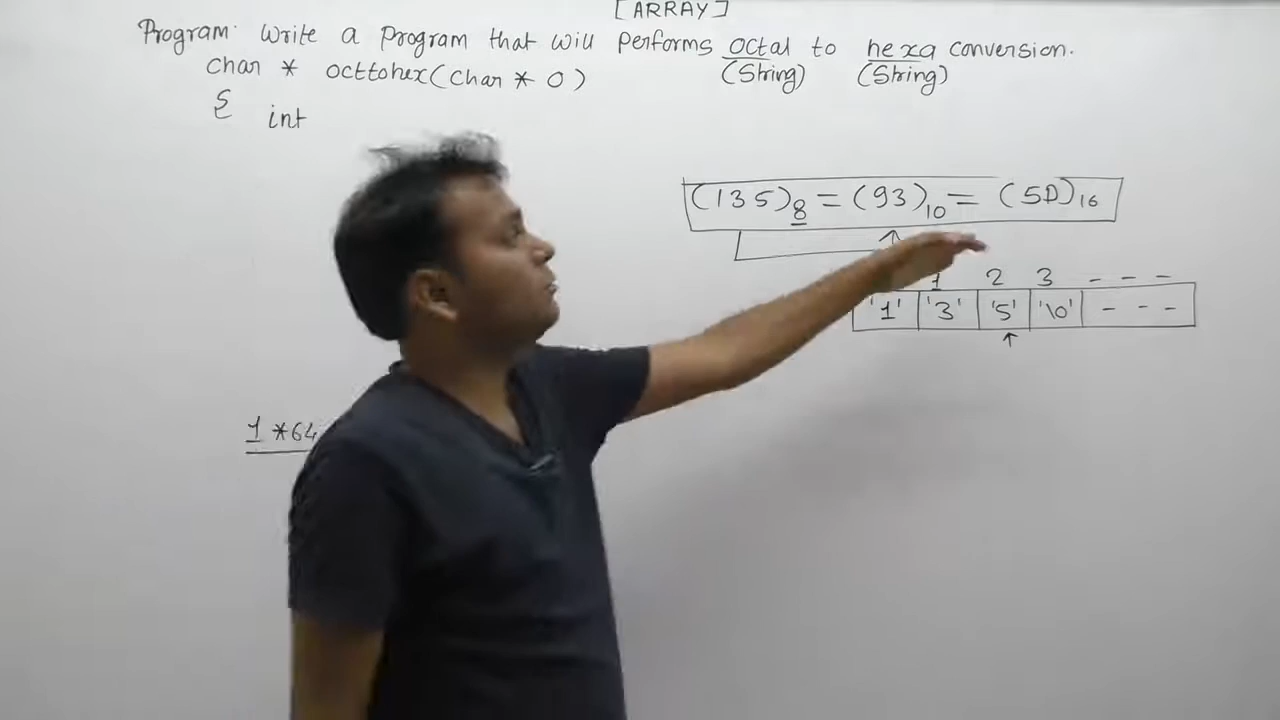 [ARRAY]
Program: Write a Program that will Performs octal to hexa conversion.
(String) (String)
char * octtohex(char * o)
{ int
(135)8 = (93)10 = (5D)16
1 2 3 - - -
'1' '3' '5' '\0' - - -
1 *64